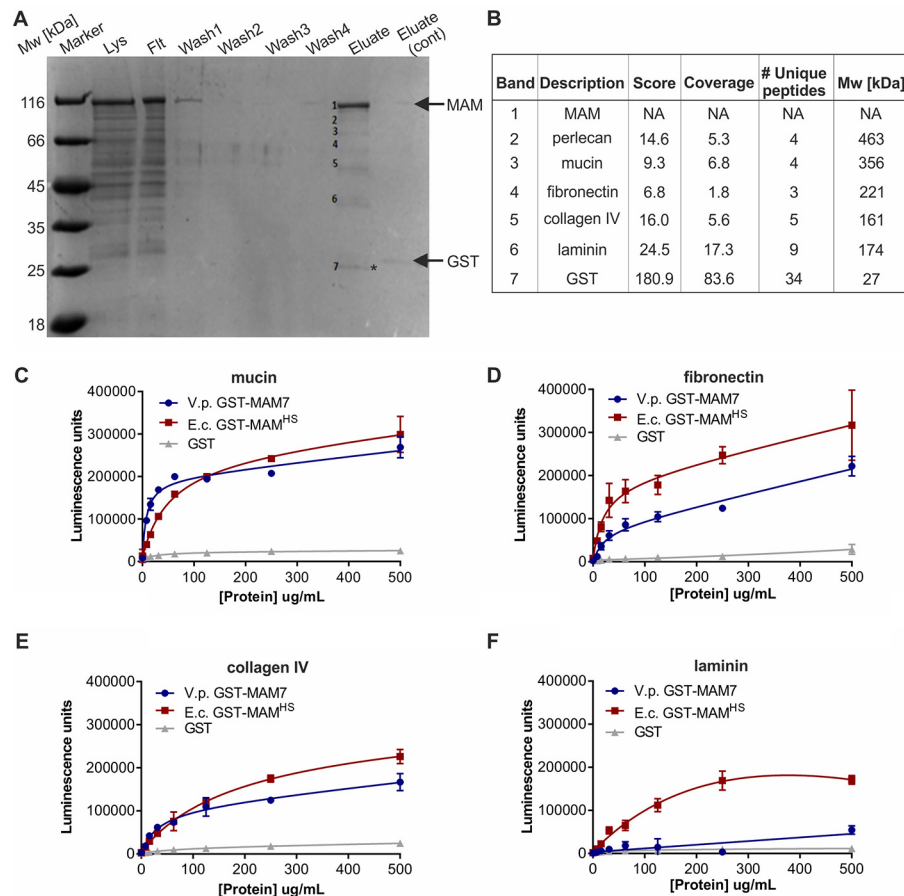 A
Mw [kDa] Marker Lys Flt Wash1 Wash2 Wash3 Wash4 Eluate Eluate (cont)
116
66
45
35
25
18
1
2
3
4
5
6
7 *
MAM
GST
B
Band Description Score Coverage # Unique peptides Mw [kDa]
1 MAM NA NA NA NA
2 perlecan 14.6 5.3 4 463
3 mucin 9.3 6.8 4 356
4 fibronectin 6.8 1.8 3 221
5 collagen IV 16.0 5.6 5 161
6 laminin 24.5 17.3 9 174
7 GST 180.9 83.6 34 27
C
mucin
Luminescence units
400000
300000
200000
100000
0
V.p. GST-MAM7
E.c. GST-MAM^HS
GST
0 100 200 300 400 500
[Protein] ug/mL
D
fibronectin
Luminescence units
400000
300000
200000
100000
0
V.p. GST-MAM7
E.c. GST-MAM^HS
GST
0 100 200 300 400 500
[Protein] ug/mL
E
collagen IV
Luminescence units
400000
300000
200000
100000
0
V.p. GST-MAM7
E.c. GST-MAM^HS
GST
0 100 200 300 400 500
[Protein] ug/mL
F
laminin
Luminescence units
400000
300000
200000
100000
0
V.p. GST-MAM7
E.c. GST-MAM^HS
GST
0 100 200 300 400 500
[Protein] ug/mL